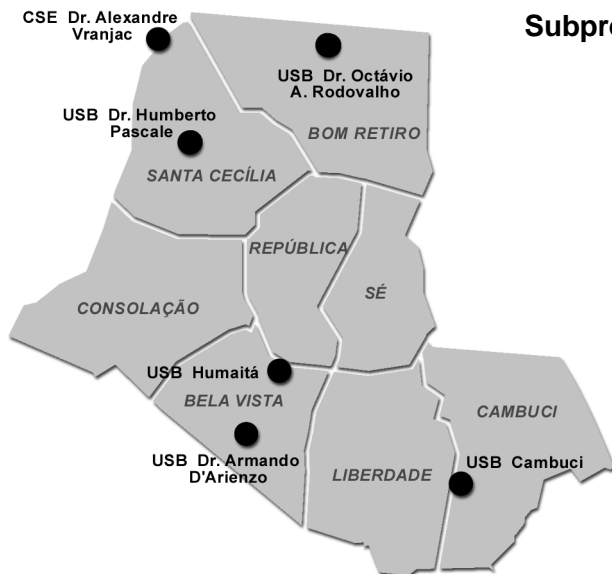 CSE Dr. Alexandre
Vranjac
Subpre
USB Dr. Octávio
A. Rodovalho
USB Dr. Humberto
Pascale
BOM RETIRO
SANTA CECÍLIA
REPÚBLICA
SÉ
CONSOLAÇÃO
USB Humaitá
BELA VISTA
CAMBUCI
USB Dr. Armando
D'Arienzo
LIBERDADE
USB Cambuci